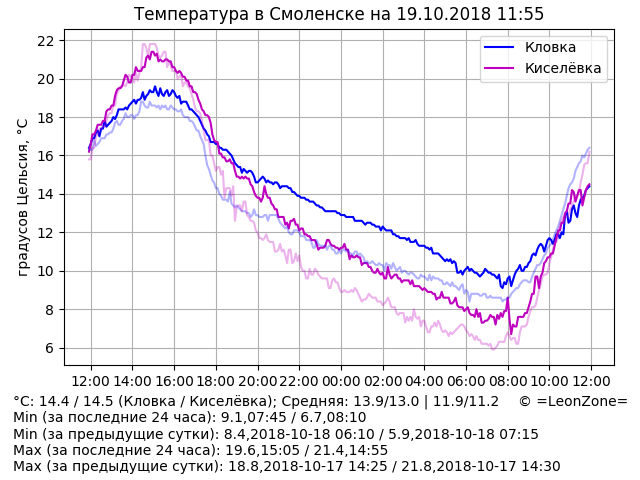 Температура в Смоленске на 19.10.2018 11:55
градусов Цельсия, °C
22
20
18
16
14
12
10
8
6
Кловка
Киселёвка
12:00 14:00 16:00 18:00 20:00 22:00 00:00 02:00 04:00 06:00 08:00 10:00 12:00
°C: 14.4 / 14.5 (Кловка / Киселёвка); Средняя: 13.9/13.0 | 11.9/11.2 © =LeonZone=
Min (за последние 24 часа): 9.1,07:45 / 6.7,08:10
Min (за предыдущие сутки): 8.4,2018-10-18 06:10 / 5.9,2018-10-18 07:15
Max (за последние 24 часа): 19.6,15:05 / 21.4,14:55
Max (за предыдущие сутки): 18.8,2018-10-17 14:25 / 21.8,2018-10-17 14:30